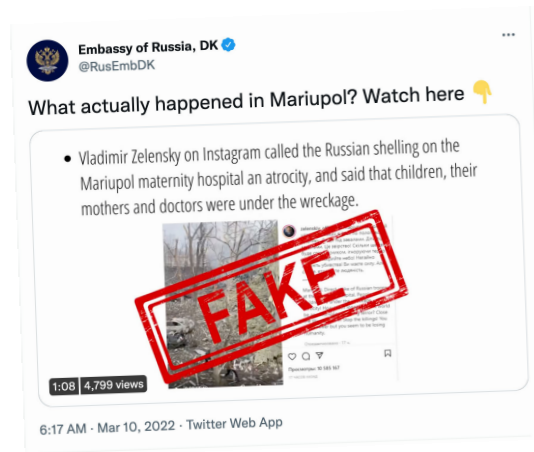 Embassy of Russia, DK
@RusEmbDK
What actually happened in Mariupol? Watch here
• Vladimir Zelensky on Instagram called the Russian shelling on the
Mariupol maternity hospital an atrocity, and said that children, their
mothers and doctors were under the wreckage.
FAKE
1:08 4,799 views
6:17 AM · Mar 10, 2022 · Twitter Web App